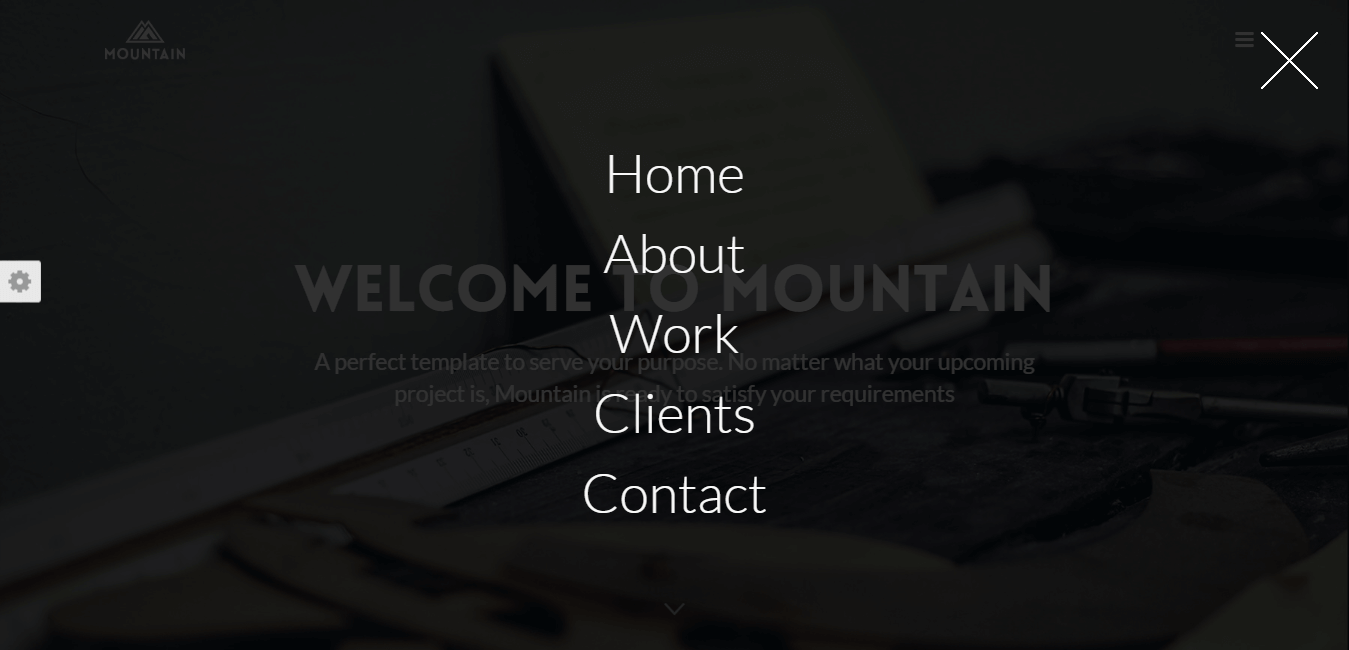 MOUNTAIN
Home
About
WELCOME TO MOUNTAIN
Work
A perfect template to serve your purpose. No matter what your upcoming
project is, Mountain is ready to satisfy your requirements
Clients
Contact